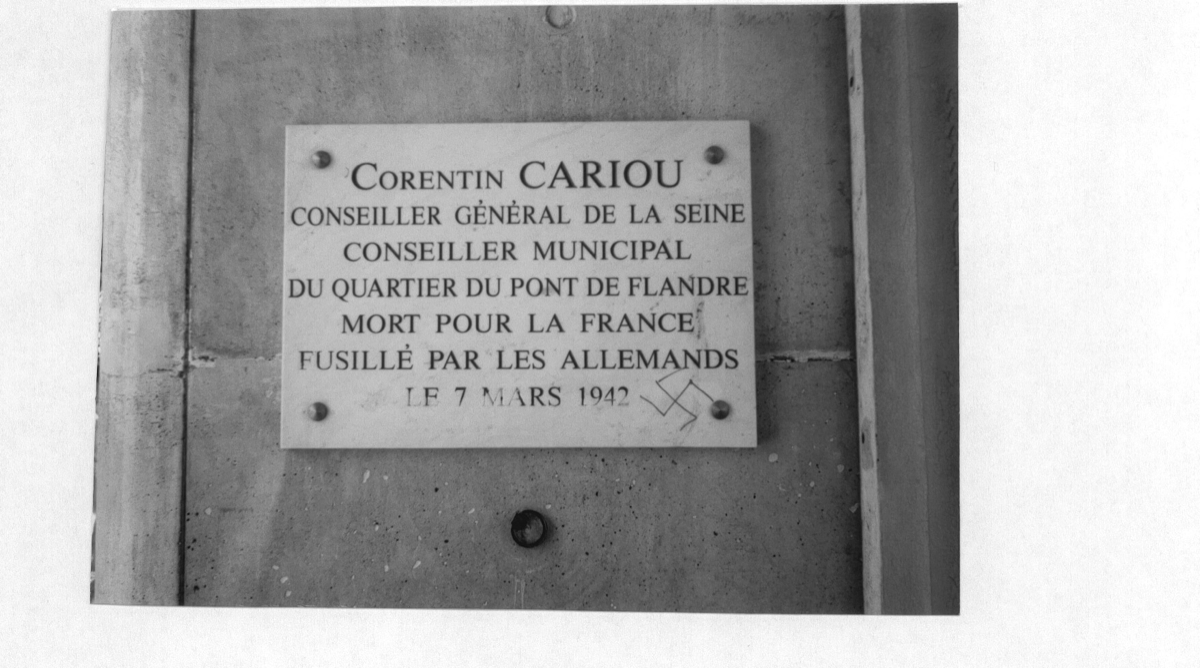 CORENTIN CARIOU
CONSEILLER GÉNÉRAL DE LA SEINE
CONSEILLER MUNICIPAL
DU QUARTIER DU PONT DE FLANDRE
MORT POUR LA FRANCE
FUSILLÉ PAR LES ALLEMANDS
LE 7 MARS 1942